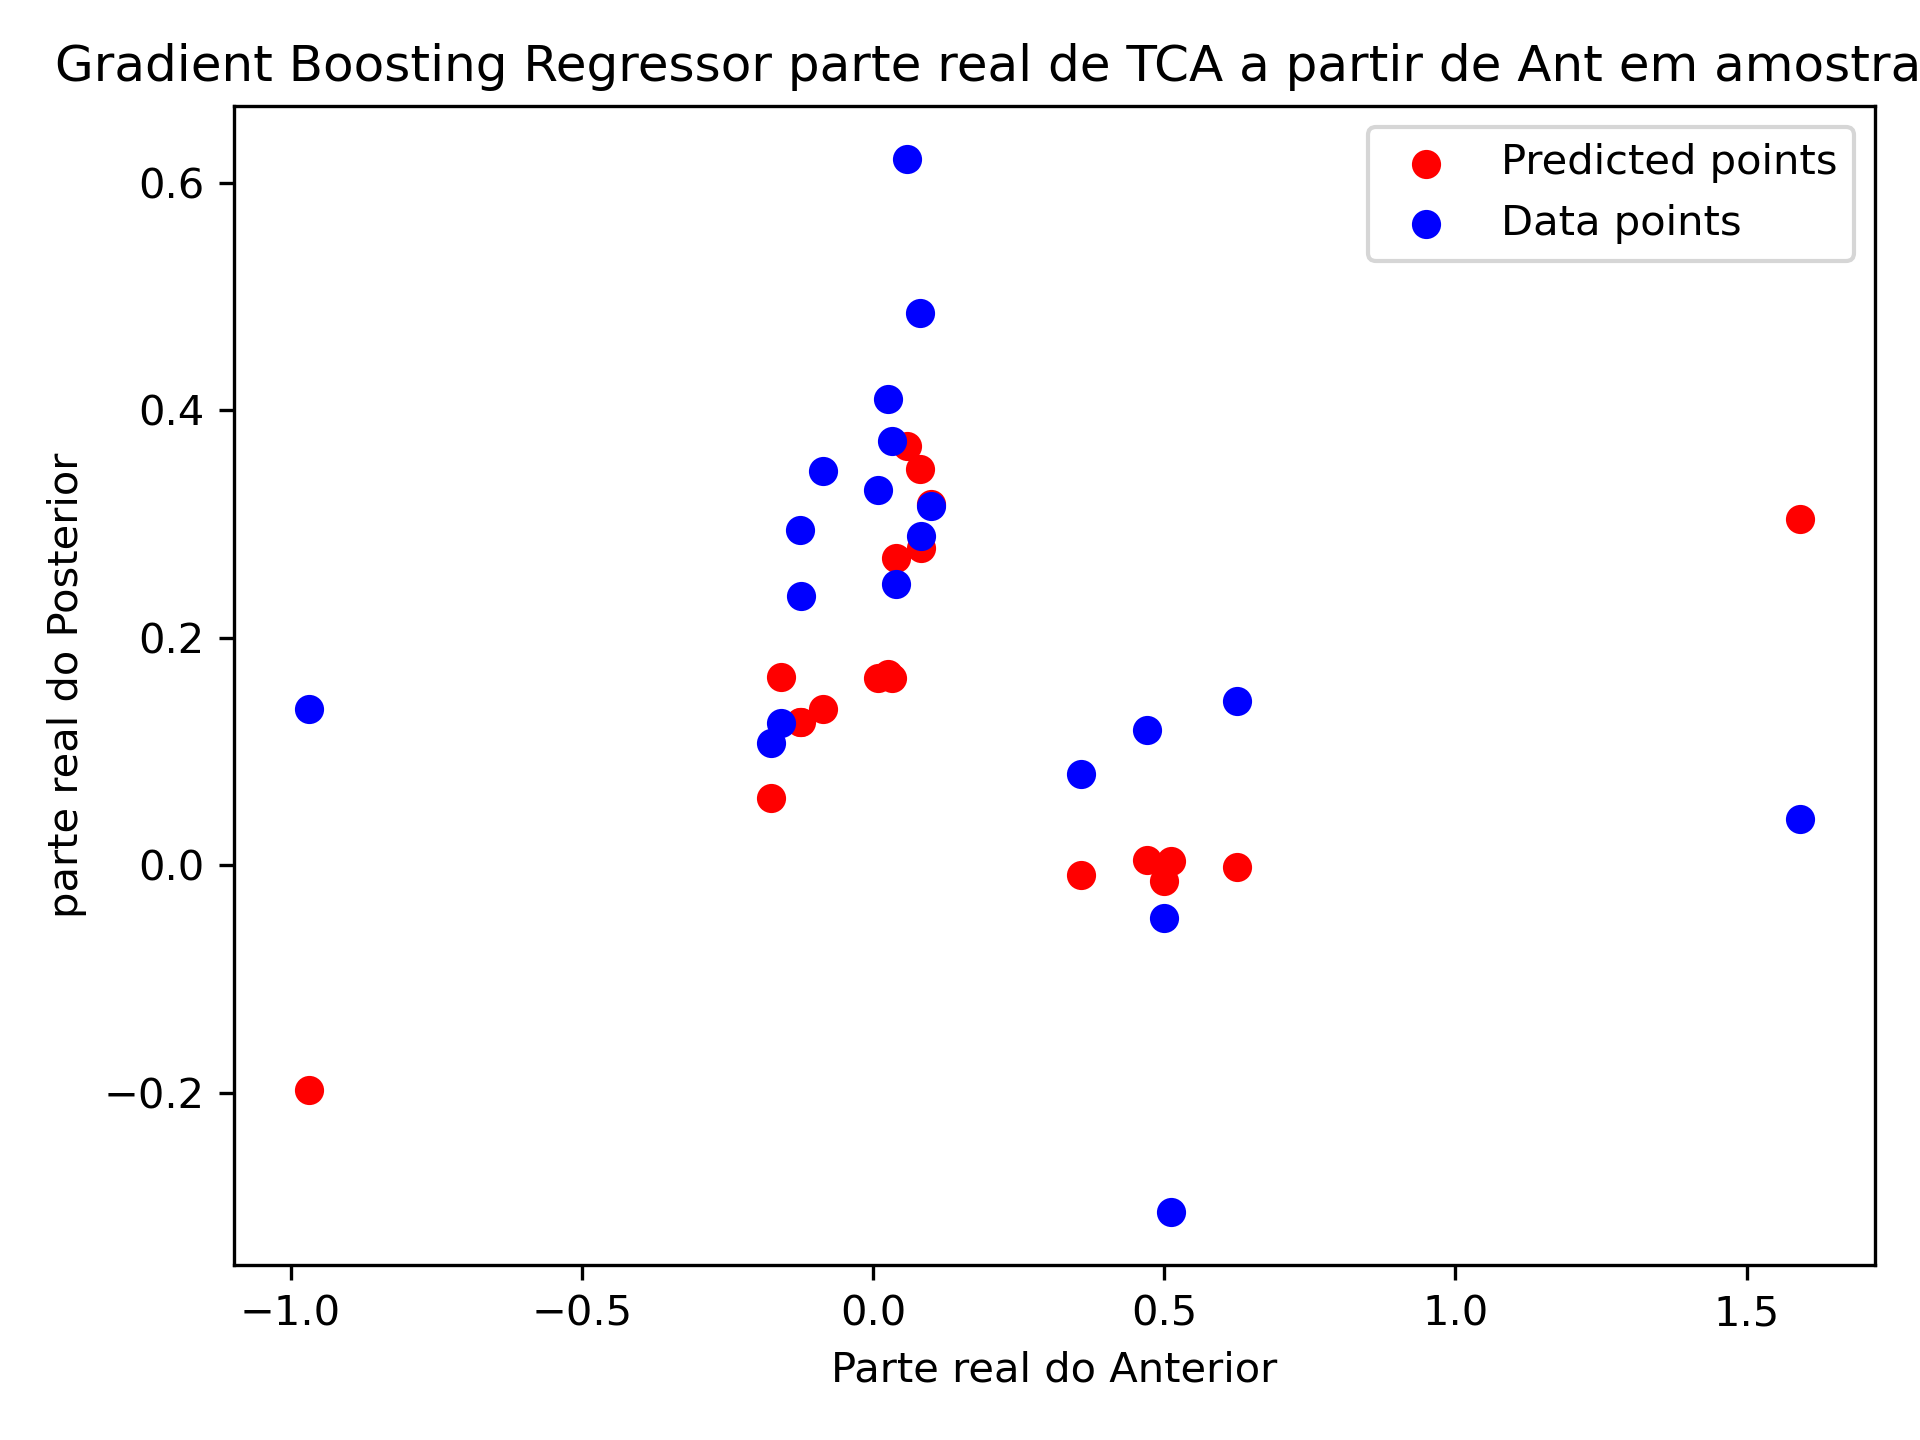 Gradient Boosting Regressor parte real de TCA a partir de Ant em amostra
Predicted points
Data points
0.6
0.4
0.2
0.0
−0.2
parte real do Posterior
−1.0
−0.5
0.0
0.5
1.0
1.5
Parte real do Anterior